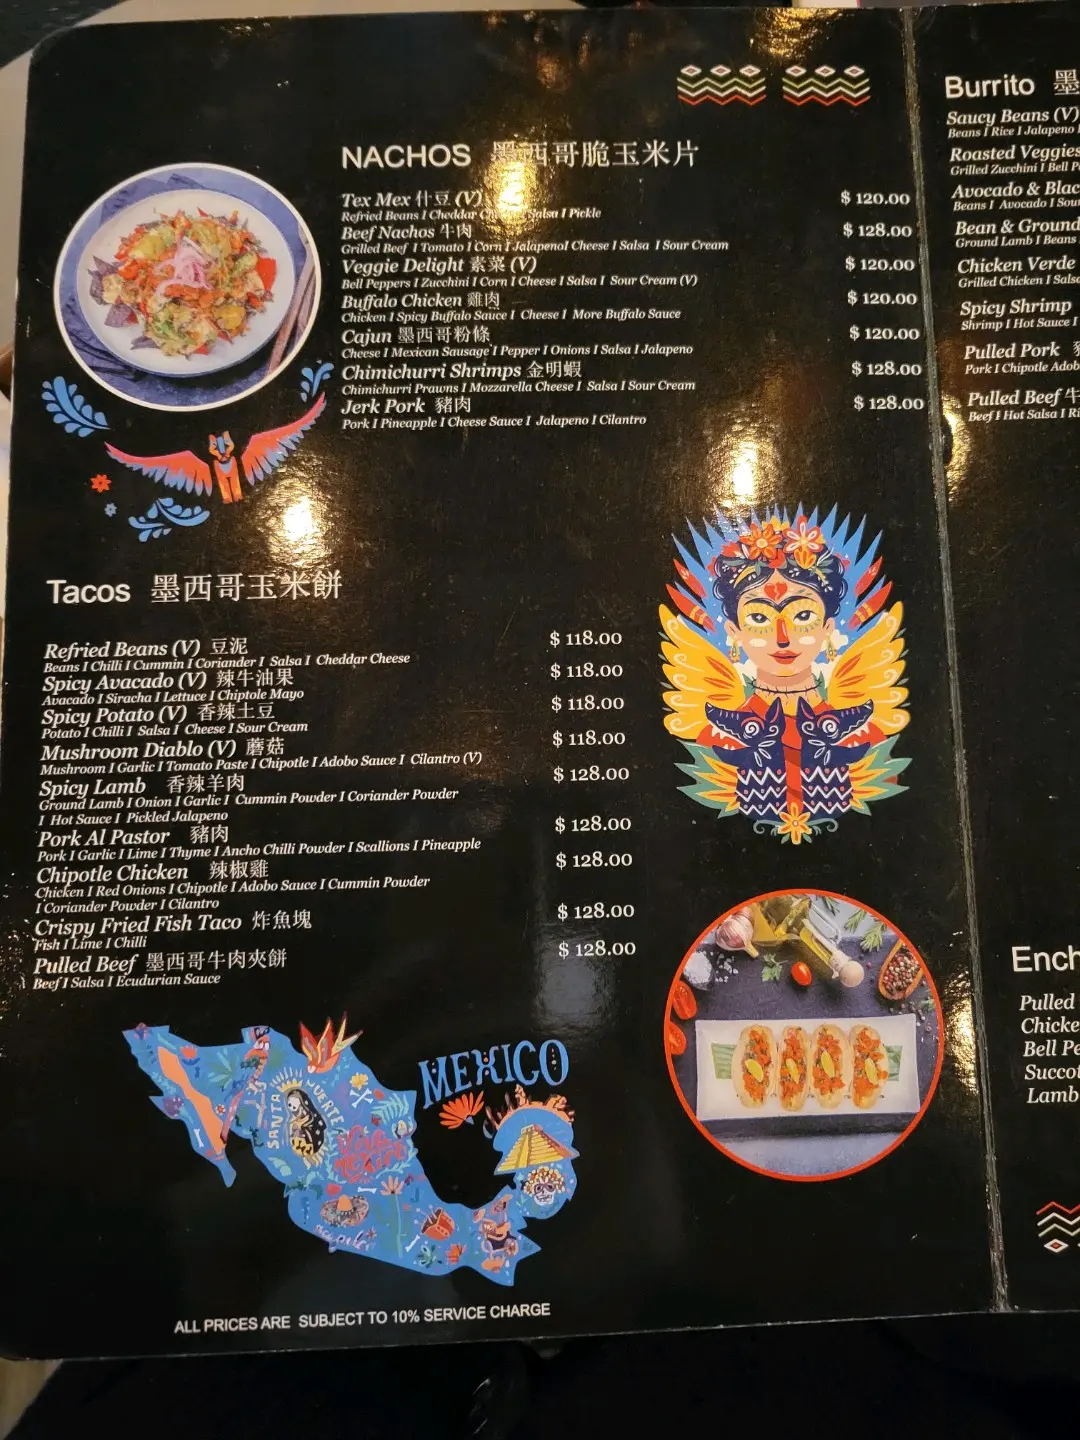 NACHOS 墨西哥脆玉米片
Tex Mex 什豆 (V) $ 120.00
Refried Beans I Cheddar Salsa I Pickle
Beef Nachos 牛肉 $ 128.00
Grilled Beef I Tomato I Corn I JalapenoI Cheese I Salsa I Sour Cream
Veggie Delight 素菜 (V) $ 120.00
Bell Peppers I Zucchini I Corn I Cheese I Salsa I Sour Cream (V)
Buffalo Chicken 雞肉 $ 120.00
Chicken I Spicy Buffalo Sauce I Cheese I More Buffalo Sauce
Cajun 墨西哥粉條 $ 120.00
Cheese I Mexican Sausage I Pepper I Onions I Salsa I Jalapeno
Chimichurri Shrimps 金明蝦 $ 128.00
Chimichurri Prawns I Mozzarella Cheese I Salsa I Sour Cream
Jerk Pork 豬肉 $ 128.00
Pork I Pineapple I Cheese Sauce I Jalapeno I Cilantro
Tacos 墨西哥玉米餅
Refried Beans (V) 豆泥 $ 118.00
Beans I Chilli I Cummin I Coriander I Salsa I Cheddar Cheese
Spicy Avacado (V) 辣牛油果 $ 118.00
Avacado I Siracha I Lettuce I Chiptole Mayo
Spicy Potato (V) 香辣土豆 $ 118.00
Potato I Chilli I Salsa I Cheese I Sour Cream
Mushroom Diablo (V) 蘑菇 $ 118.00
Mushroom I Garlic I Tomato Paste I Chipotle I Adobo Sauce I Cilantro (V)
Spicy Lamb 香辣羊肉 $ 128.00
Ground Lamb I Onion I Garlic I Cummin Powder I Coriander Powder
I Hot Sauce I Pickled Jalapeno
Pork Al Pastor 豬肉 $ 128.00
Pork I Garlic I Lime I Thyme I Ancho Chilli Powder I Scallions I Pineapple
Chipotle Chicken 辣椒雞 $ 128.00
Chicken I Red Onions I Chipotle I Adobo Sauce I Cummin Powder
I Coriander Powder I Cilantro
Crispy Fried Fish Taco 炸魚塊 $ 128.00
Fish I Lime I Chilli
Pulled Beef 墨西哥牛肉夾餅 $ 128.00
Beef I Salsa I Ecudurian Sauce
MEXICO
SANTA MUERTE
Viva MEXICO
ALL PRICES ARE SUBJECT TO 10% SERVICE CHARGE
Burrito 墨
Saucy Beans (V)
Beans I Rice I Jalapeno
Roasted Veggies
Grilled Zucchini I Bell
Avocado &
Beans I Avocado I
Bean & Ground
Ground Lamb I Beans
Chicken Verde
Grilled Chicken I
Spicy Shrimp
Shrimp I Hot Sauce I
Pulled Pork
Pork I Chipotle
Pulled Beef 牛
Beef I Hot Salsa I
Pulled
Bell
Lamb